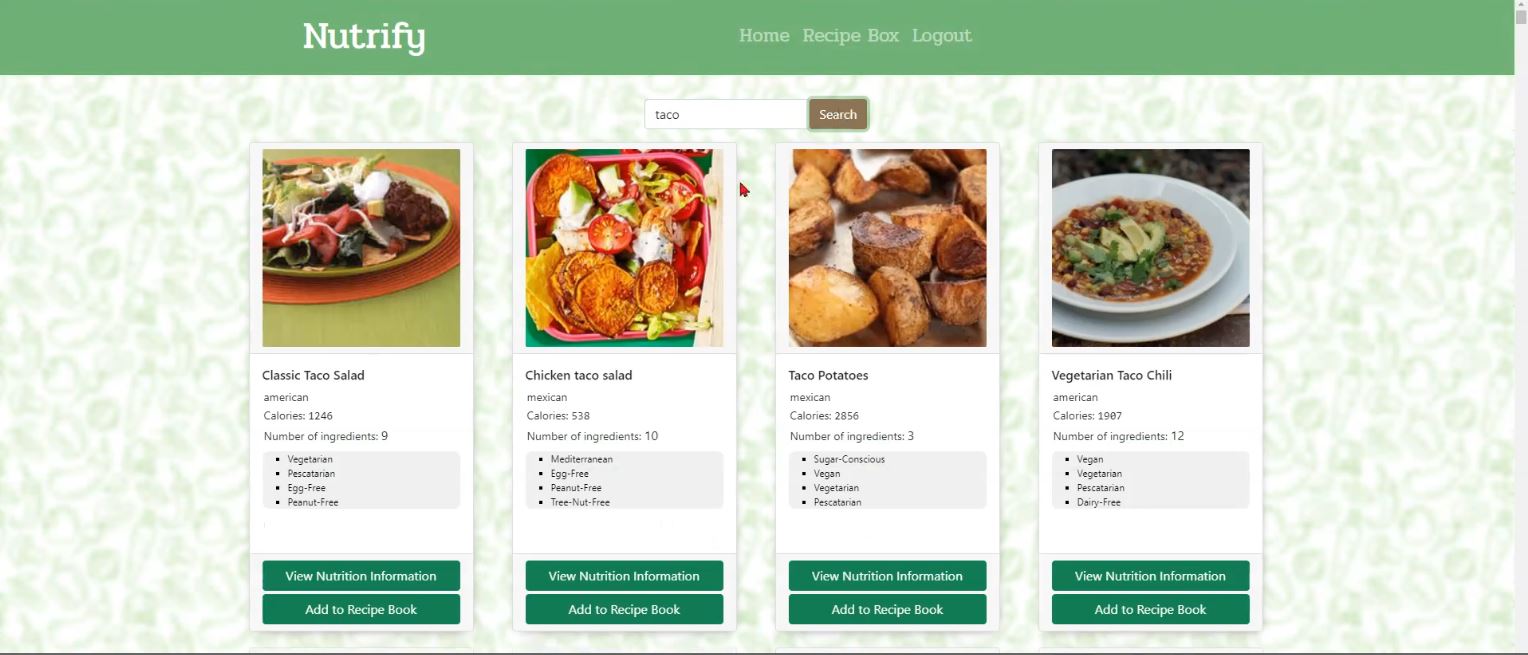 Nutrify
Home Recipe Box Logout
taco Search
Classic Taco Salad
american
Calories: 1246
Number of ingredients: 9
Vegetarian
Pescatarian
Egg-Free
Peanut-Free
View Nutrition Information
Add to Recipe Book
Chicken taco salad
mexican
Calories: 538
Number of ingredients: 10
Mediterranean
Egg-Free
Peanut-Free
Tree-Nut-Free
View Nutrition Information
Add to Recipe Book
Taco Potatoes
mexican
Calories: 2856
Number of ingredients: 3
Sugar-Conscious
Vegan
Vegetarian
Pescatarian
View Nutrition Information
Add to Recipe Book
Vegetarian Taco Chili
american
Calories: 1907
Number of ingredients: 12
Vegan
Vegetarian
Pescatarian
Dairy-Free
View Nutrition Information
Add to Recipe Book